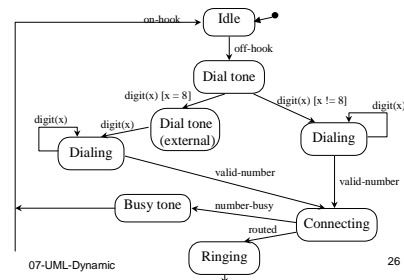 on-hook
Idle
off-hook
Dial tone
digit(x) [x = 8]
digit(x) [x != 8]
digit(x)
digit(x)
Dial tone
(external)
digit(x)
Dialing
Dialing
valid-number
valid-number
Busy tone
number-busy
Connecting
routed
Ringing
07-UML-Dynamic
26